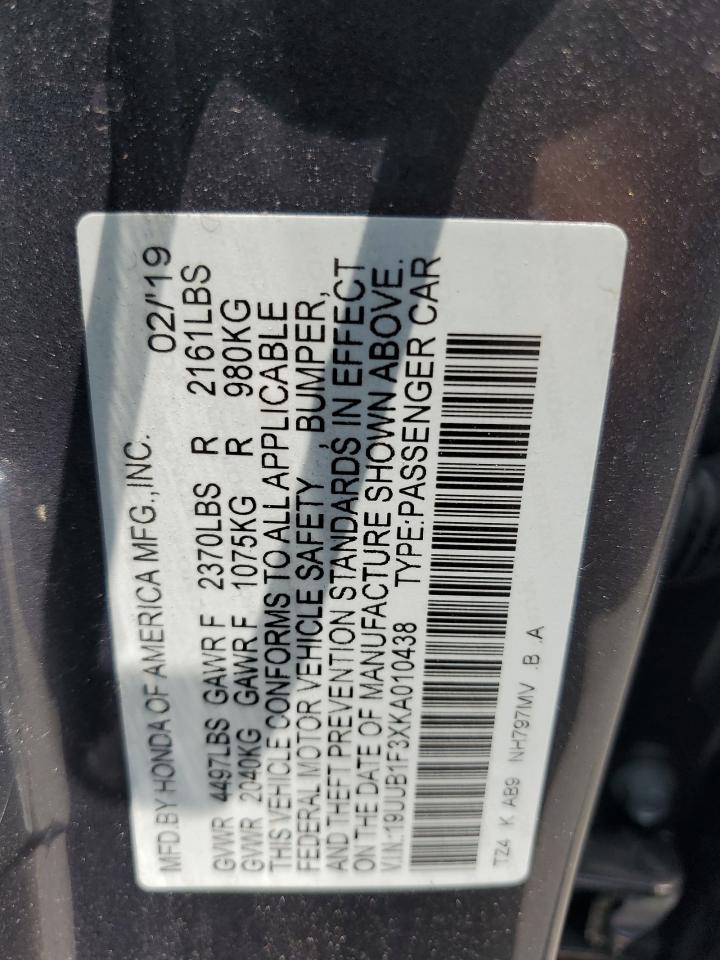 MFD.BY HONDA OF AMERICA MFG.,INC. 02/'19
GVWR 4497LBS GAWR F 2370LBS R 2161LBS
GVWR 2040KG GAWR F 1075KG R 980KG
THIS VEHICLE CONFORMS TO ALL APPLICABLE
FEDERAL MOTOR VEHICLE SAFETY , BUMPER,
AND THEFT PREVENTION STANDARDS IN EFFECT
ON THE DATE OF MANUFACTURE SHOWN ABOVE.
V.I.N:19UUB1F3XKA010438 TYPE:PASSENGER CAR
TZ4 K AB9 NH797MV .B .A